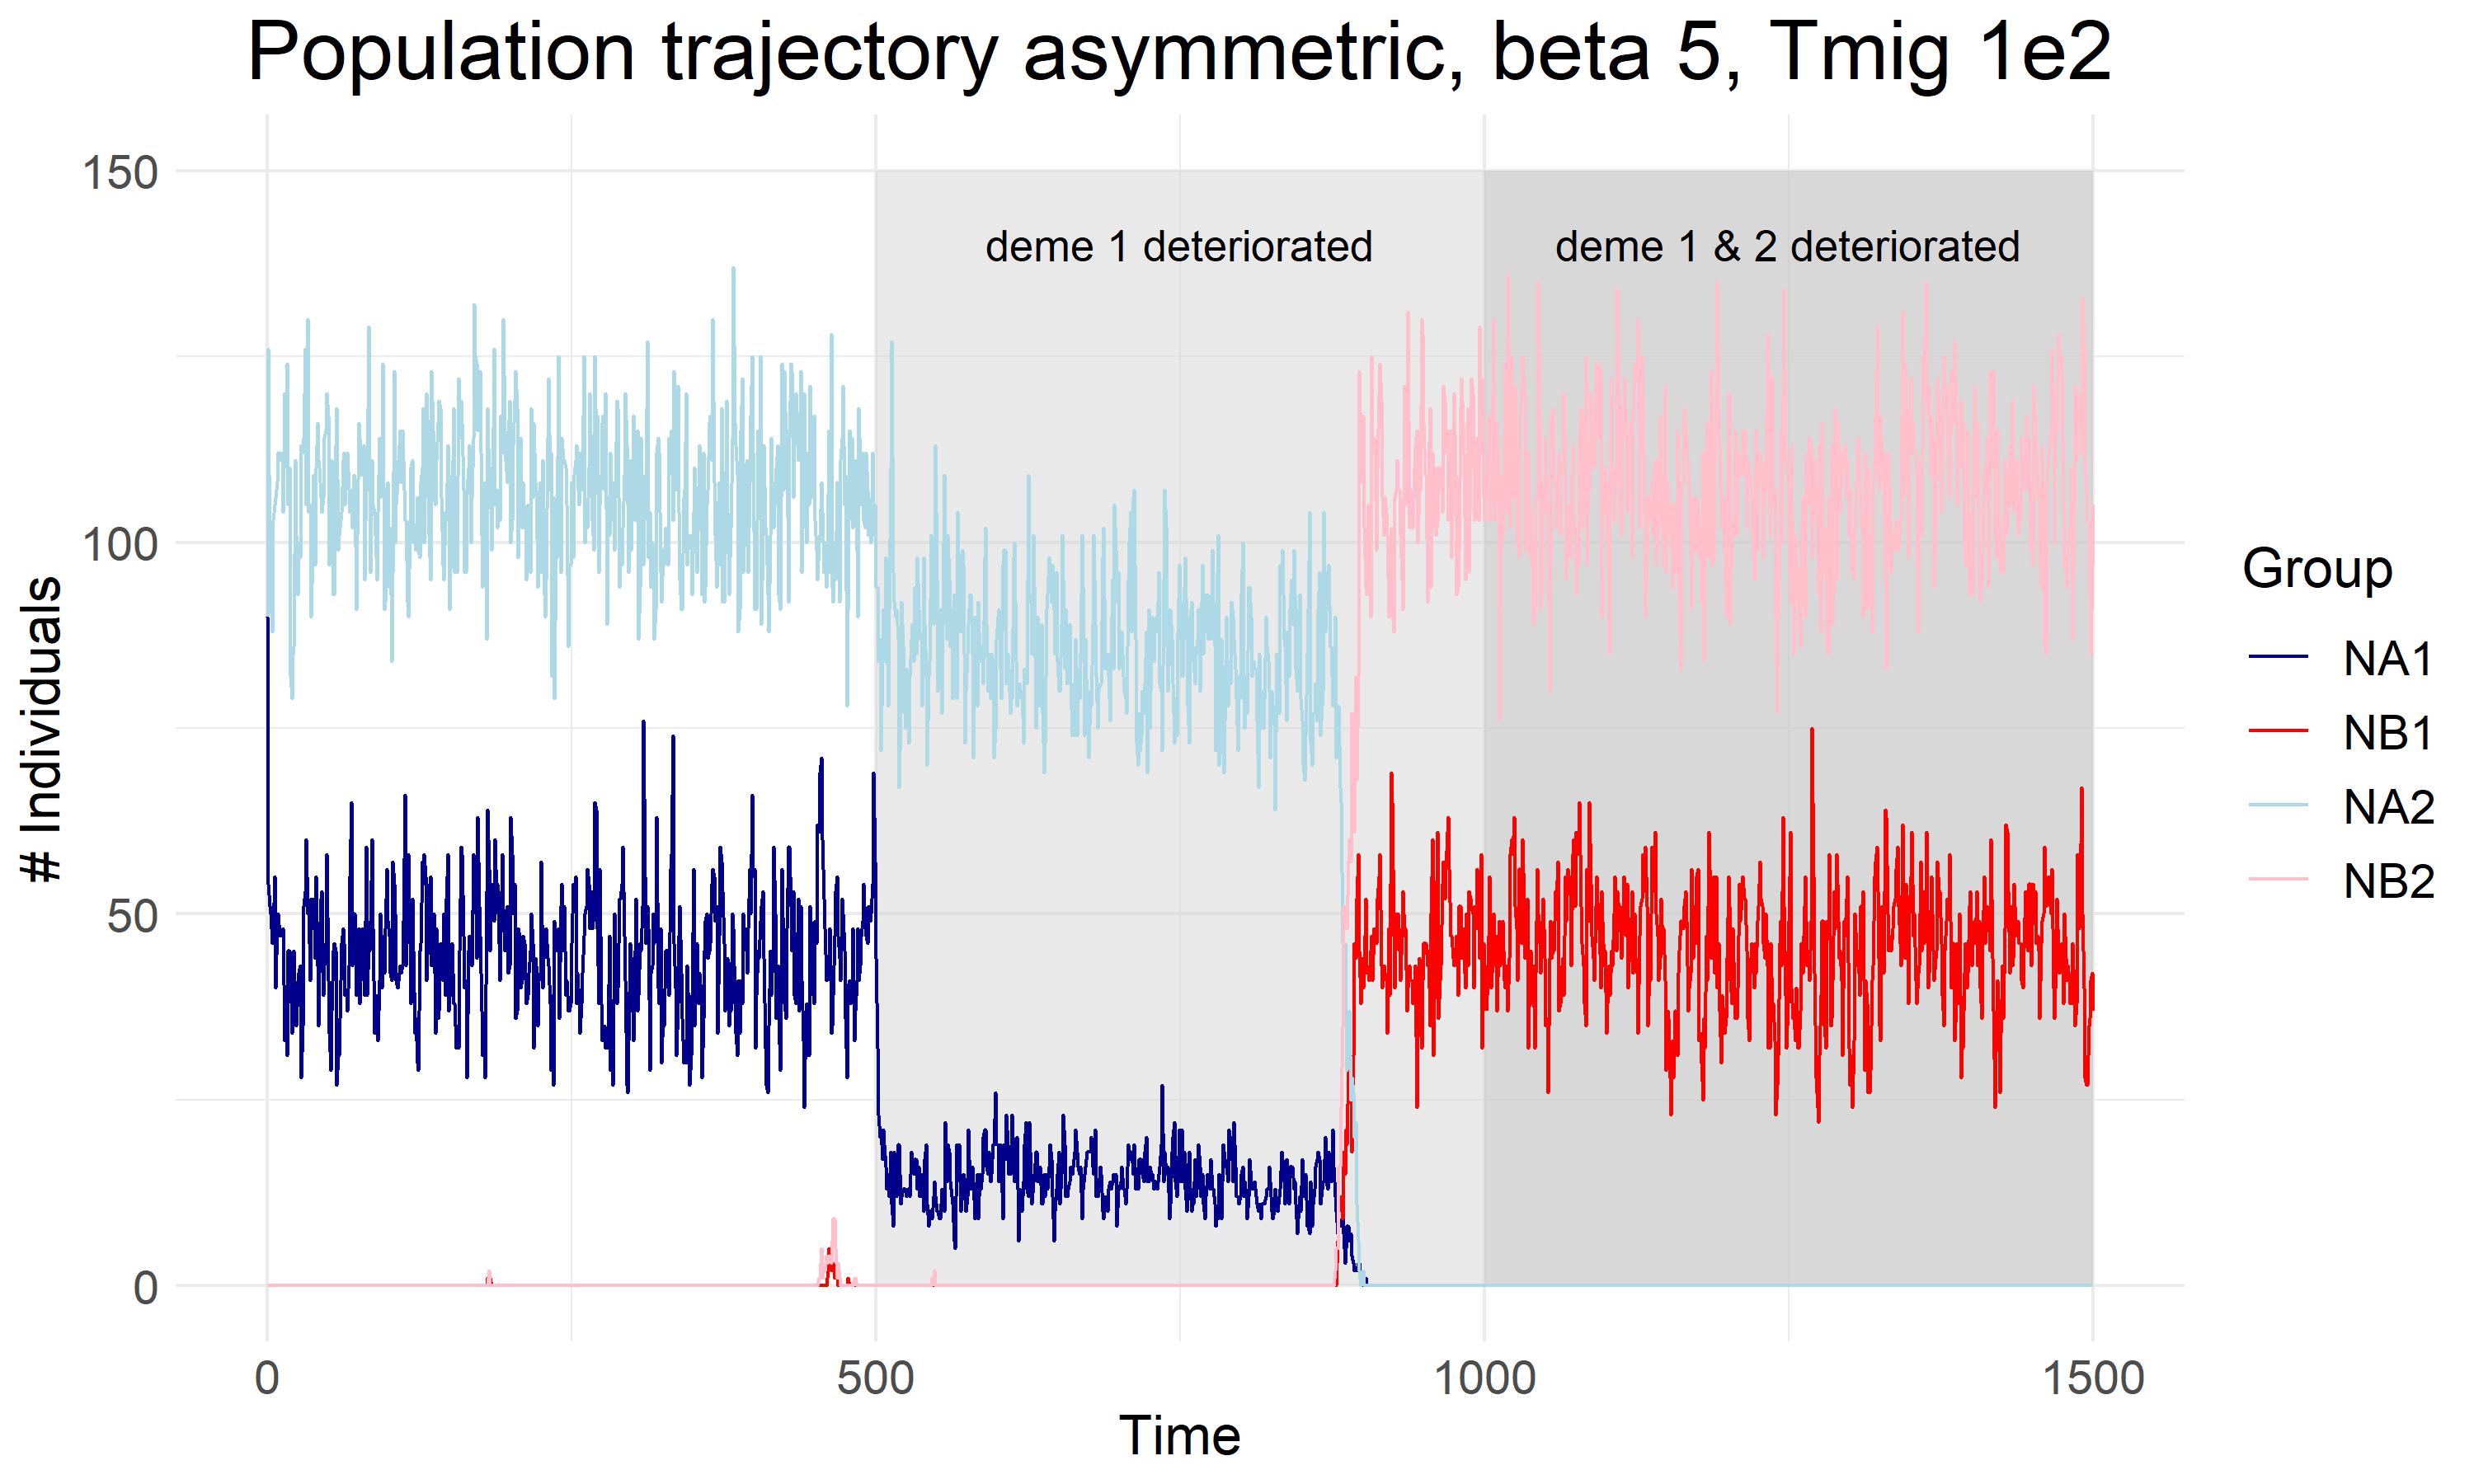 Population trajectory asymmetric, beta 5, Tmig 1e2
150
deme 1 deteriorated
deme 1 & 2 deteriorated
100
# Individuals
50
0
0
500
1000
1500
Time
Group
NA1
NB1
NA2
NB2